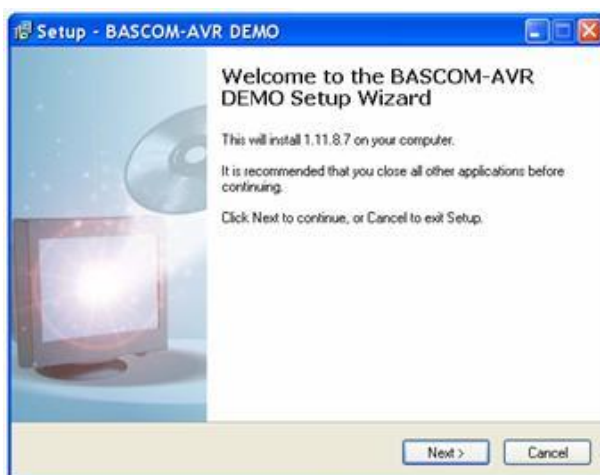 Setup - BASCOM-AVR DEMO
Welcome to the BASCOM-AVR
DEMO Setup Wizard
This will install 1.11.8.7 on your computer.
It is recommended that you close all other applications before
continuing.
Click Next to continue, or Cancel to exit Setup.
Next >
Cancel